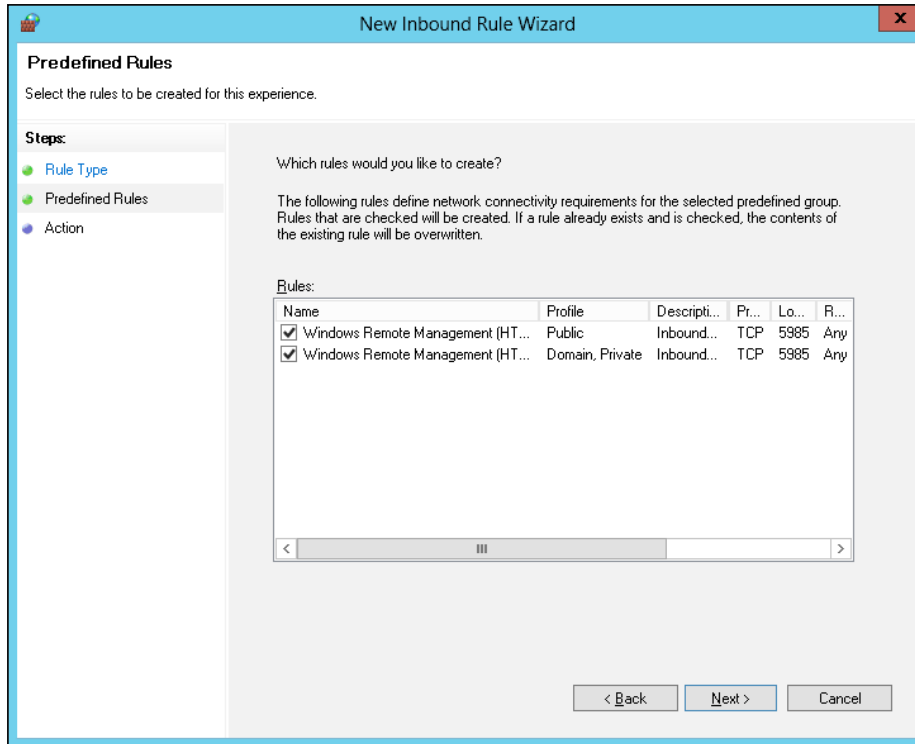 New Inbound Rule Wizard
x
Predefined Rules
Select the rules to be created for this experience.
Steps:
Rule Type
Predefined Rules
Action
Which rules would you like to create?
The following rules define network connectivity requirements for the selected predefined group.
Rules that are checked will be created. If a rule already exists and is checked, the contents of
the existing rule will be overwritten.
Rules:
Name Profile Descripti... Pr... Lo... R...
Windows Remote Management (HT... Public Inbound... TCP 5985 Any
Windows Remote Management (HT... Domain, Private Inbound... TCP 5985 Any
< Back Next > Cancel